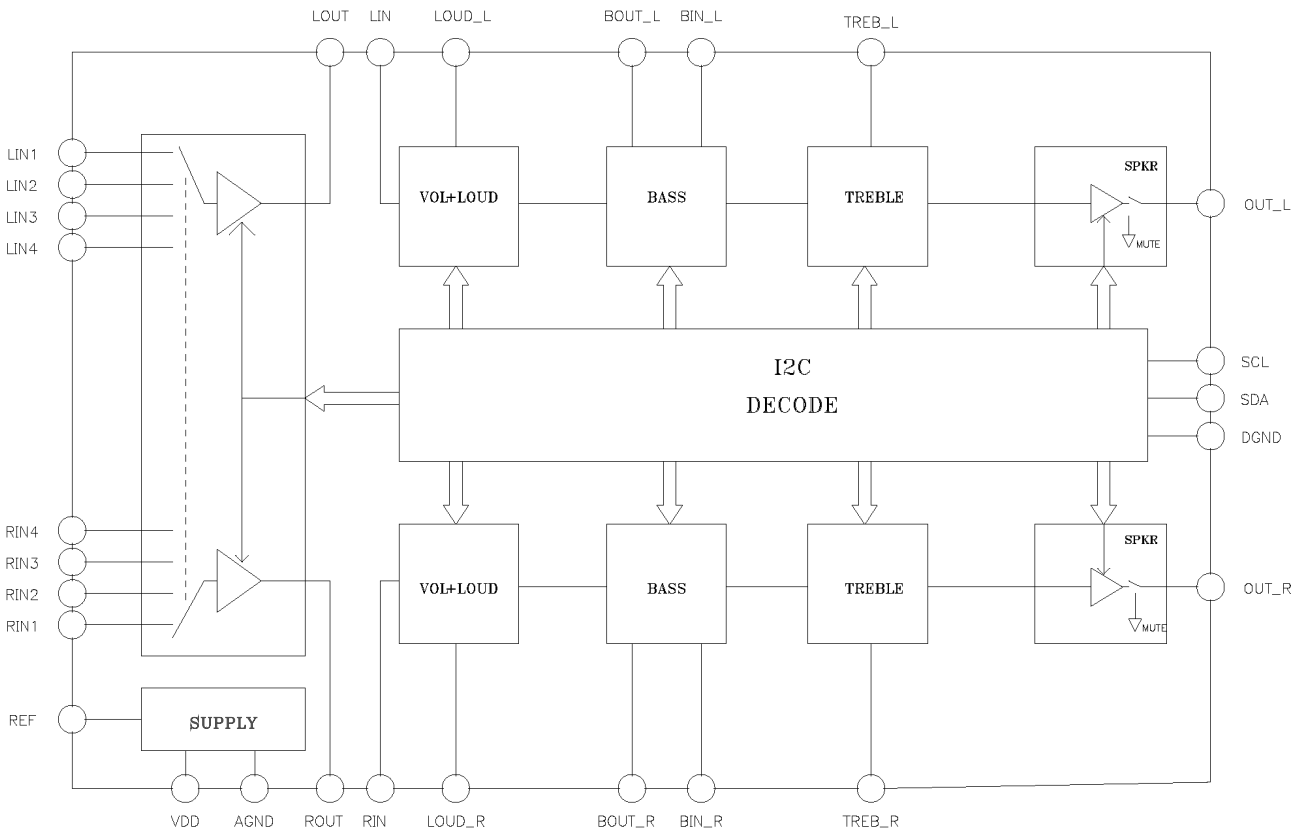 LOUT LIN LOUD_L BOUT_L BIN_L TREB_L
LIN1
LIN2
LIN3
LIN4
VOL+LOUD
BASS
TREBLE
SPKR
MUTE
OUT_L
I2C
DECODE
SCL
SDA
DGND
RIN4
RIN3
RIN2
RIN1
VOL+LOUD
BASS
TREBLE
SPKR
MUTE
OUT_R
REF
SUPPLY
VDD AGND ROUT RIN LOUD_R BOUT_R BIN_R TREB_R